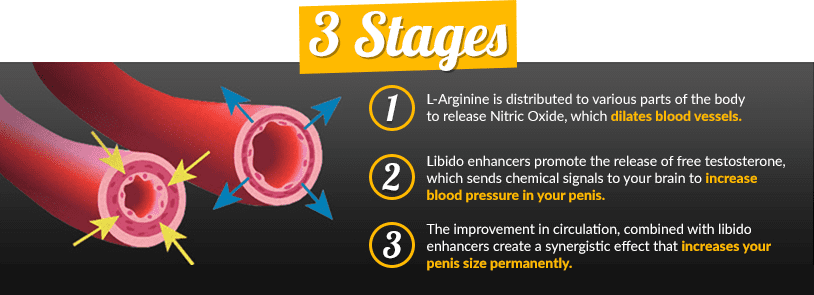 3 Stages
1
L-Arginine is distributed to various parts of the body
to release Nitric Oxide, which dilates blood vessels.
2
Libido enhancers promote the release of free testosterone,
which sends chemical signals to your brain to increase
blood pressure in your penis.
3
The improvement in circulation, combined with libido
enhancers create a synergistic effect that increases your
penis size permanently.